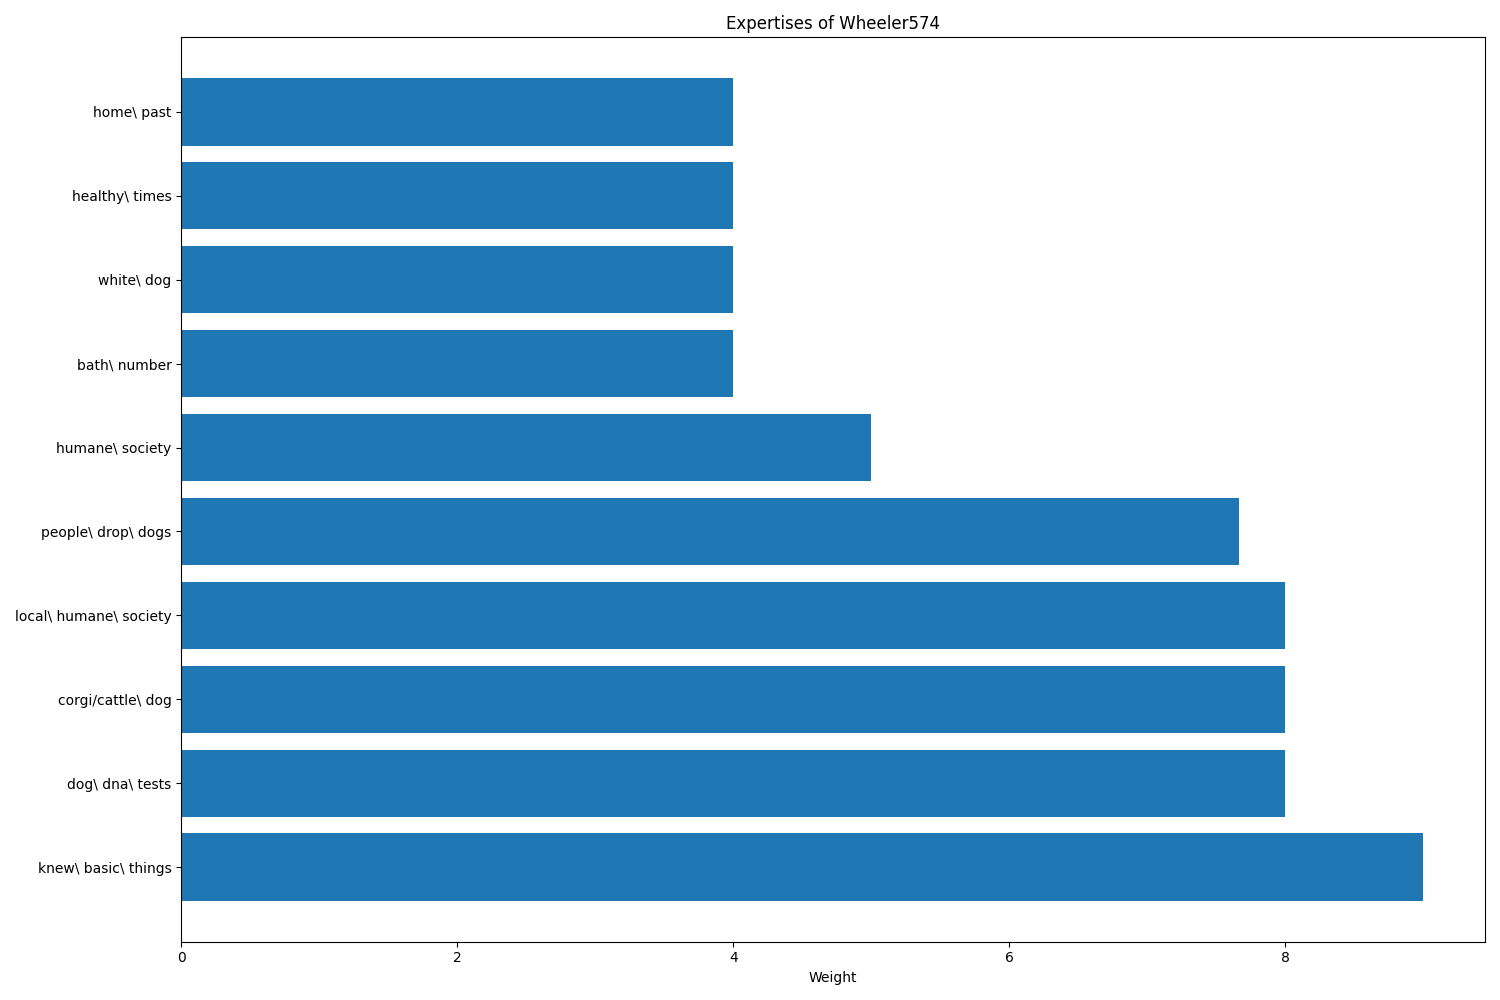 Expertises of Wheeler574
home\ past
healthy\ times
white\ dog
bath\ number
humane\ society
people\ drop\ dogs
local\ humane\ society
corgi/cattle\ dog
dog\ dna\ tests
knew\ basic\ things
0 2 4 6 8
Weight